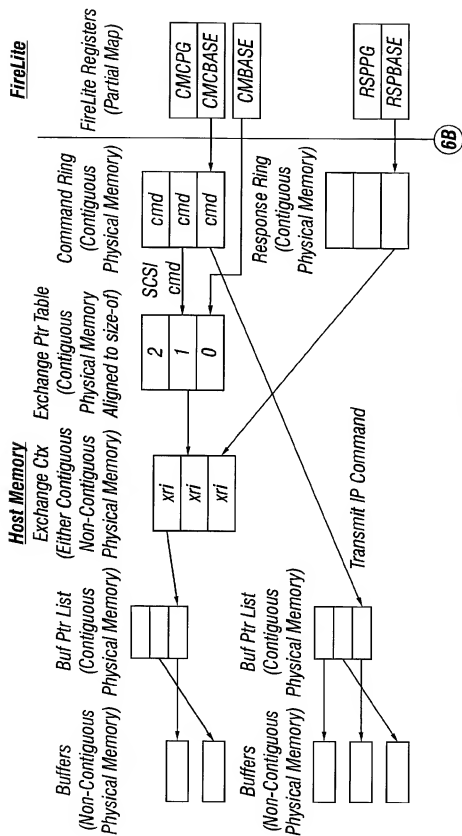 Host Memory
FireLite
Buffers
(Non-Contiguous
Physical Memory)
Buf Ptr List
(Contiguous
Physical Memory)
Exchange Ctx
(Either Contiguous
Non-Contiguous
Physical Memory)
Exchange Ptr Table
(Contiguous
Physical Memory
Aligned to size-of)
Command Ring
(Contiguous
Physical Memory)
FireLite Registers
(Partial Map)
xri
xri
xri
2
1
0
SCSI
cmd
cmd
cmd
cmd
CMCPG
CMCBASE
CMBASE
Buffers
(Non-Contiguous
Physical Memory)
Buf Ptr List
(Contiguous
Physical Memory)
Transmit IP Command
Response Ring
(Contiguous
Physical Memory)
RSPPG
RSPBASE
6B